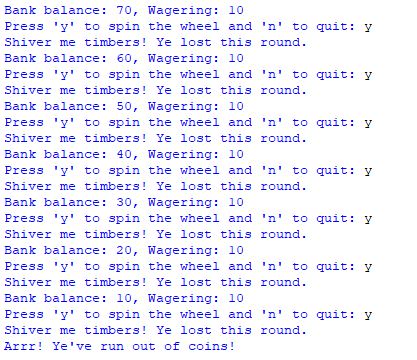 Bank balance: 70, Wagering: 10
Press 'y' to spin the wheel and 'n' to quit: y
Shiver me timbers! Ye lost this round.
Bank balance: 60, Wagering: 10
Press 'y' to spin the wheel and 'n' to quit: y
Shiver me timbers! Ye lost this round.
Bank balance: 50, Wagering: 10
Press 'y' to spin the wheel and 'n' to quit: y
Shiver me timbers! Ye lost this round.
Bank balance: 40, Wagering: 10
Press 'y' to spin the wheel and 'n' to quit: y
Shiver me timbers! Ye lost this round.
Bank balance: 30, Wagering: 10
Press 'y' to spin the wheel and 'n' to quit: y
Shiver me timbers! Ye lost this round.
Bank balance: 20, Wagering: 10
Press 'y' to spin the wheel and 'n' to quit: y
Shiver me timbers! Ye lost this round.
Bank balance: 10, Wagering: 10
Press 'y' to spin the wheel and 'n' to quit: y
Shiver me timbers! Ye lost this round.
Arrr! Ye've run out of coins!